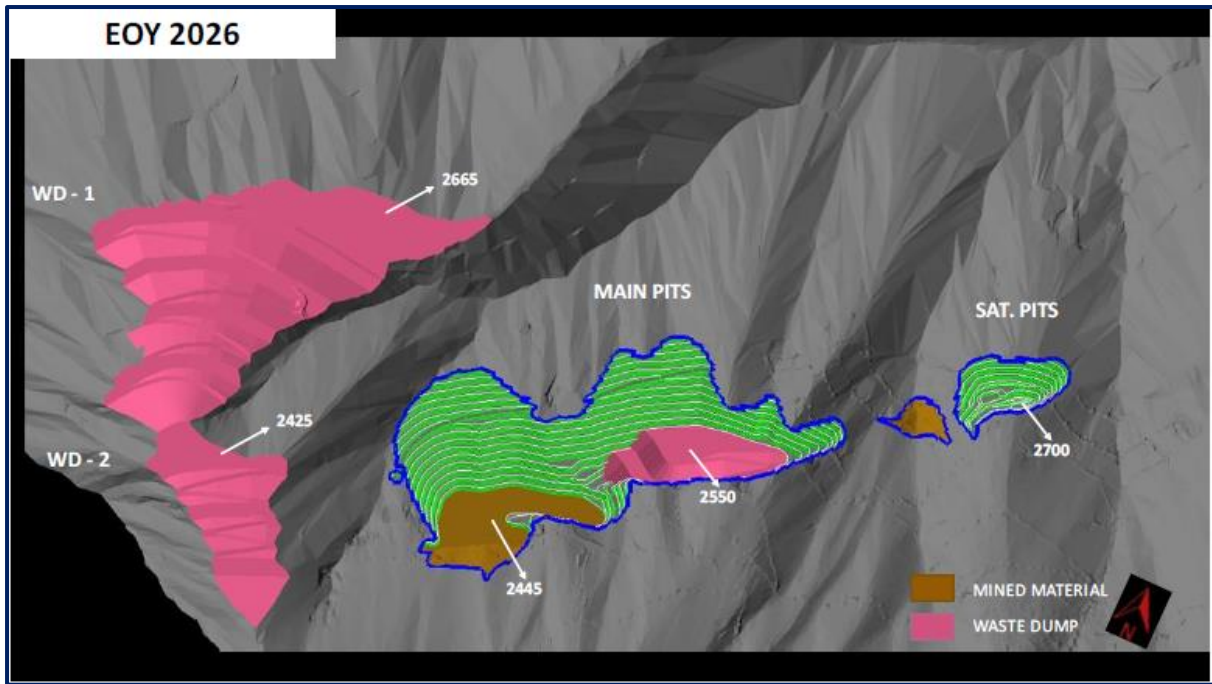 EOY 2026
WD - 1
2665
MAIN PITS
SAT. PITS
2425
WD - 2
2700
2550
2445
MINED MATERIAL
WASTE DUMP
N